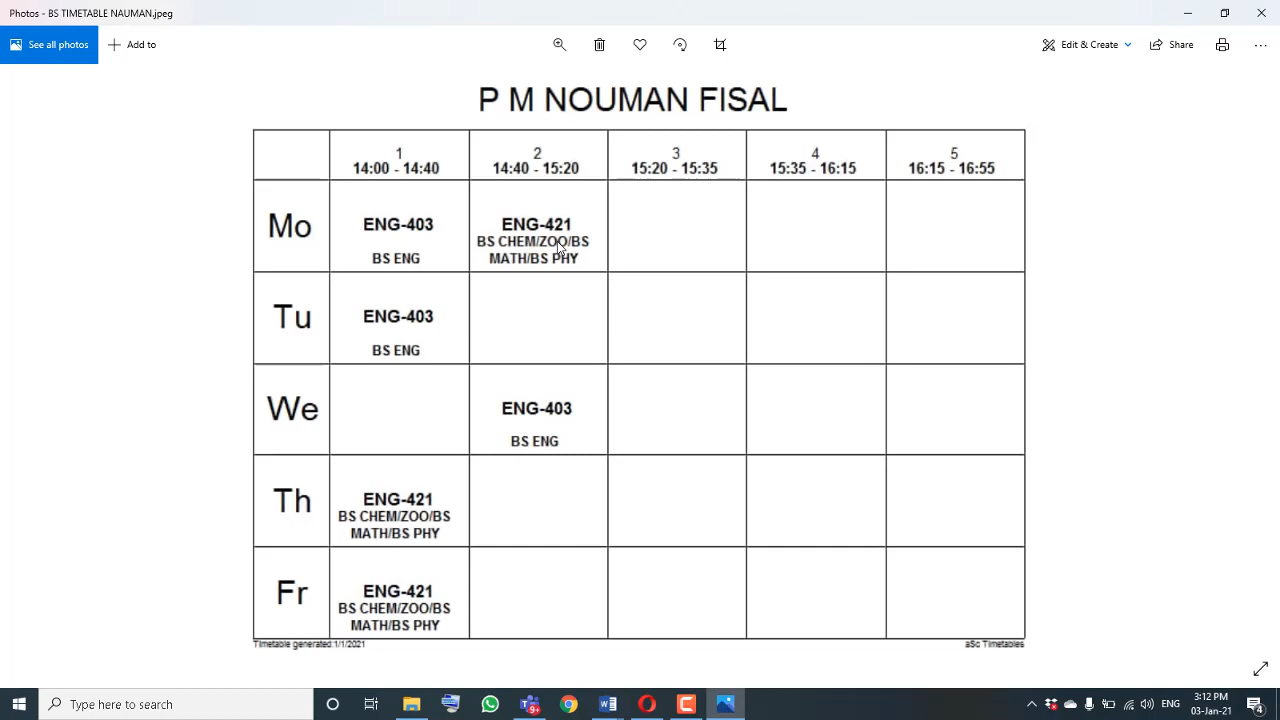 Photos - BS TIMETABLE NAUMAN.jpeg
See all photos
Add to
Edit & Create
Share
P M NOUMAN FISAL
1
14:00 - 14:40
2
14:40 - 15:20
3
15:20 - 15:35
4
15:35 - 16:15
5
16:15 - 16:55
Mo
ENG-403
BS ENG
ENG-421
BS CHEM/ZOO/BS
MATH/BS PHY
Tu
ENG-403
BS ENG
We
ENG-403
BS ENG
Th
ENG-421
BS CHEM/ZOO/BS
MATH/BS PHY
Fr
ENG-421
BS CHEM/ZOO/BS
MATH/BS PHY
Timetable generated:1/1/2021
aSc Timetables
Type here to search
9+
ENG
3:12 PM
03-Jan-21
4